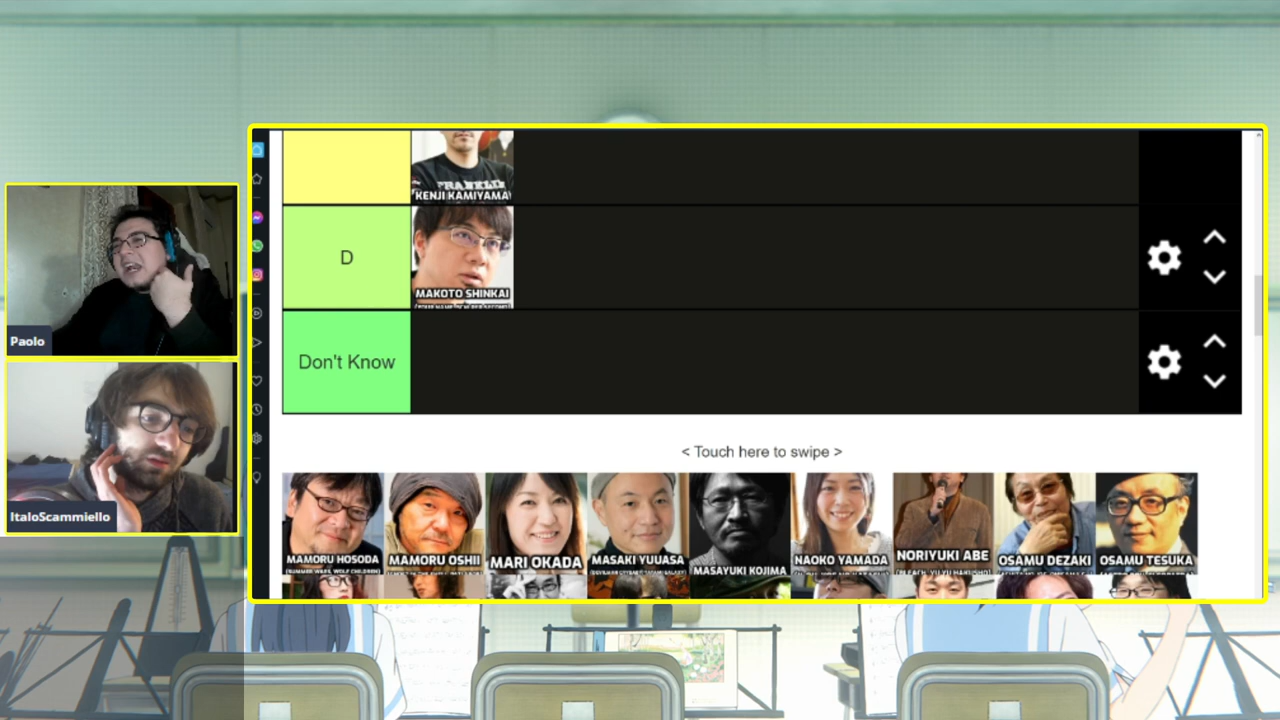 FRANKLIN
KENJI KAMIYAMA
D
MAKOTO SHINKAI
Don't Know
< Touch here to swipe >
MAMORU HOSODA
MAMORU OSHII
MARI OKADA
MASAKI YUUASA
MASAYUKI KOJIMA
NAOKO YAMADA
NORIYUKI ABE
OSAMU DEZAKI
OSAMU TESUKA
Paolo
ItaloScammiello